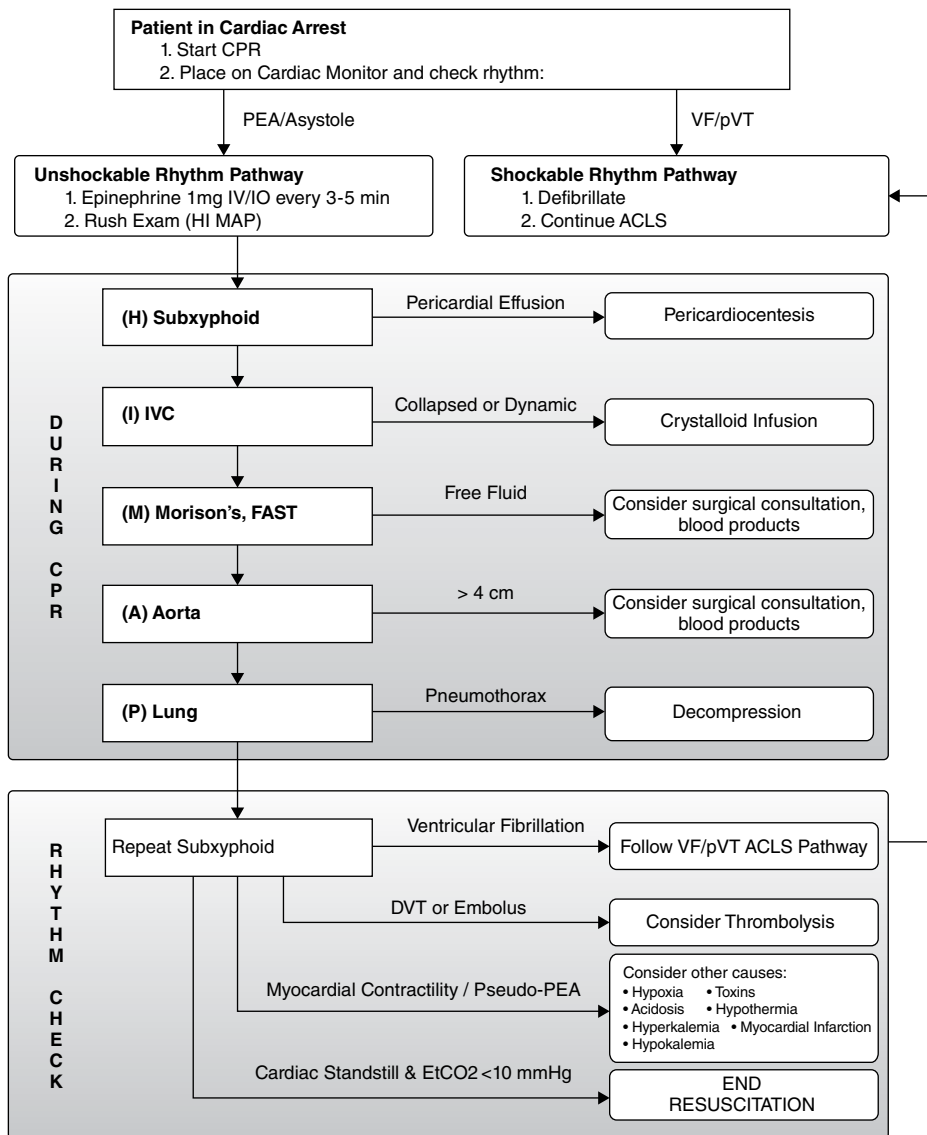 Patient in Cardiac Arrest
1. Start CPR
2. Place on Cardiac Monitor and check rhythm:
PEA/Asystole
VF/pVT
Unshockable Rhythm Pathway
1. Epinephrine 1mg IV/IO every 3-5 min
2. Rush Exam (HI MAP)
Shockable Rhythm Pathway
1. Defibrillate
2. Continue ACLS
DURING CPR
(H) Subxyphoid
Pericardial Effusion
Pericardiocentesis
(I) IVC
Collapsed or Dynamic
Crystalloid Infusion
(M) Morison's, FAST
Free Fluid
Consider surgical consultation,
blood products
(A) Aorta
> 4 cm
Consider surgical consultation,
blood products
(P) Lung
Pneumothorax
Decompression
RHYTHM CHECK
Repeat Subxyphoid
Ventricular Fibrillation
Follow VF/pVT ACLS Pathway
DVT or Embolus
Consider Thrombolysis
Myocardial Contractility / Pseudo-PEA
Consider other causes:
• Hypoxia • Toxins
• Acidosis • Hypothermia
• Hyperkalemia • Myocardial Infarction
• Hypokalemia
Cardiac Standstill & EtCO2 <10 mmHg
END
RESUSCITATION